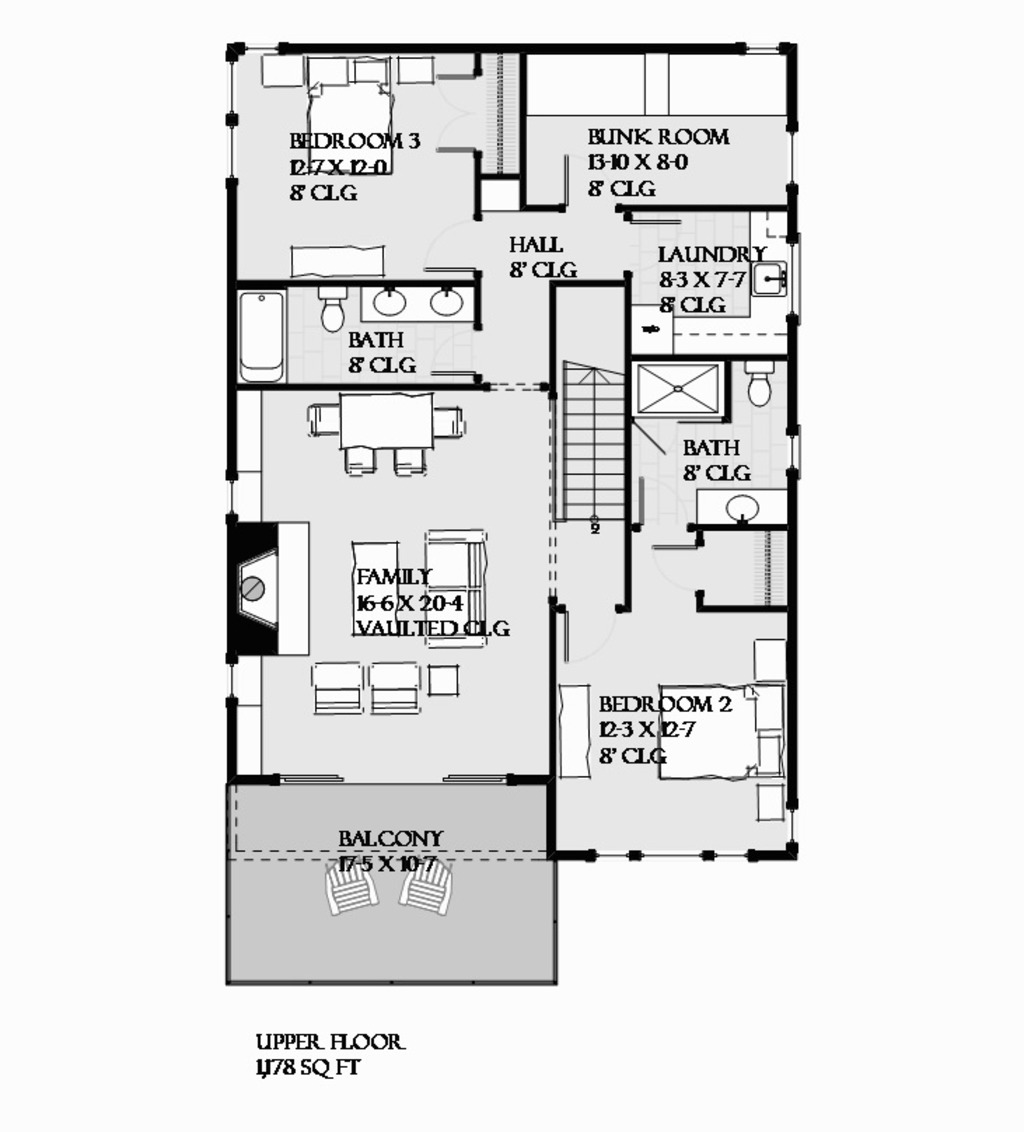 BEDROOM 3
12-7 X 12-0
8' CLG
BUNK ROOM
13-10 X 8-0
8' CLG
HALL
8' CLG
LAUNDRY
8-3 X 7-7
8' CLG
BATH
8' CLG
BATH
8' CLG
FAMILY
16-6 X 20-4
VAULTED CLG
BEDROOM 2
12-3 X 12-7
8' CLG
BALCONY
17-5 X 10-7
UPPER FLOOR
1,178 SQ FT